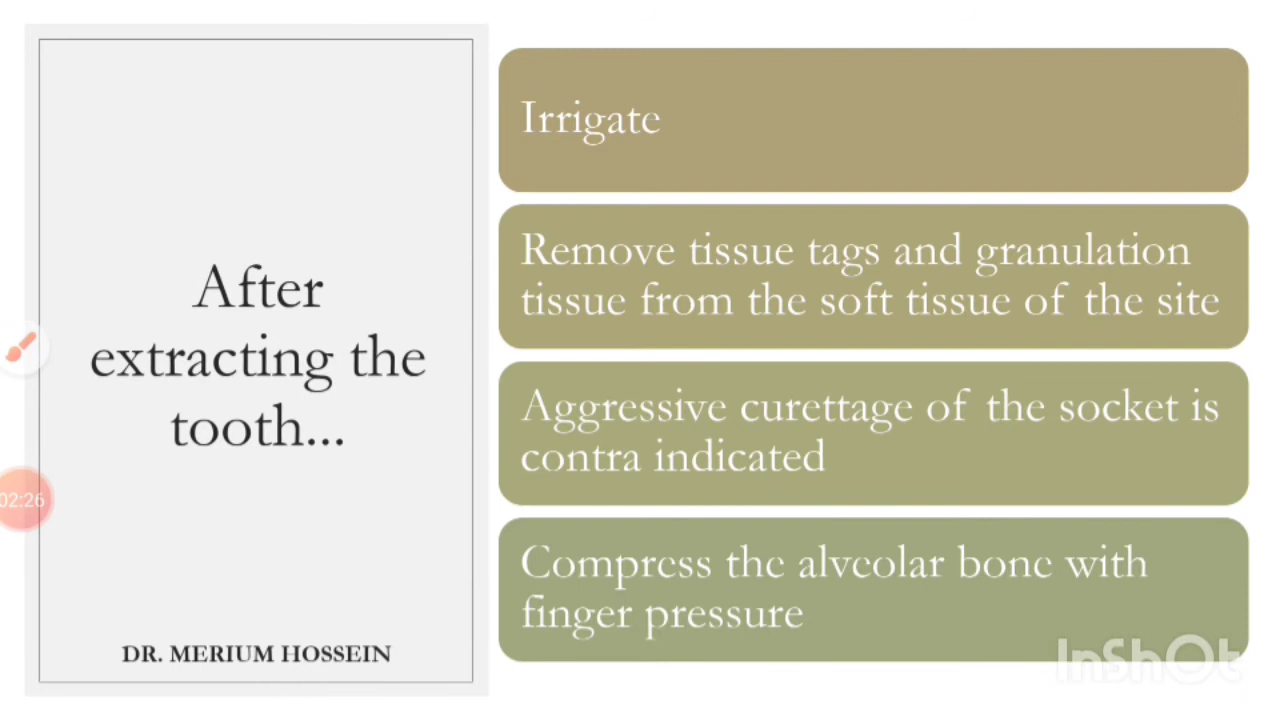 After
extracting the
tooth...
DR. MERIUM HOSSEIN
Irrigate
Remove tissue tags and granulation
tissue from the soft tissue of the site
Aggressive curettage of the socket is
contra indicated
Compress the alveolar bone with
finger pressure
02:26
InShOt